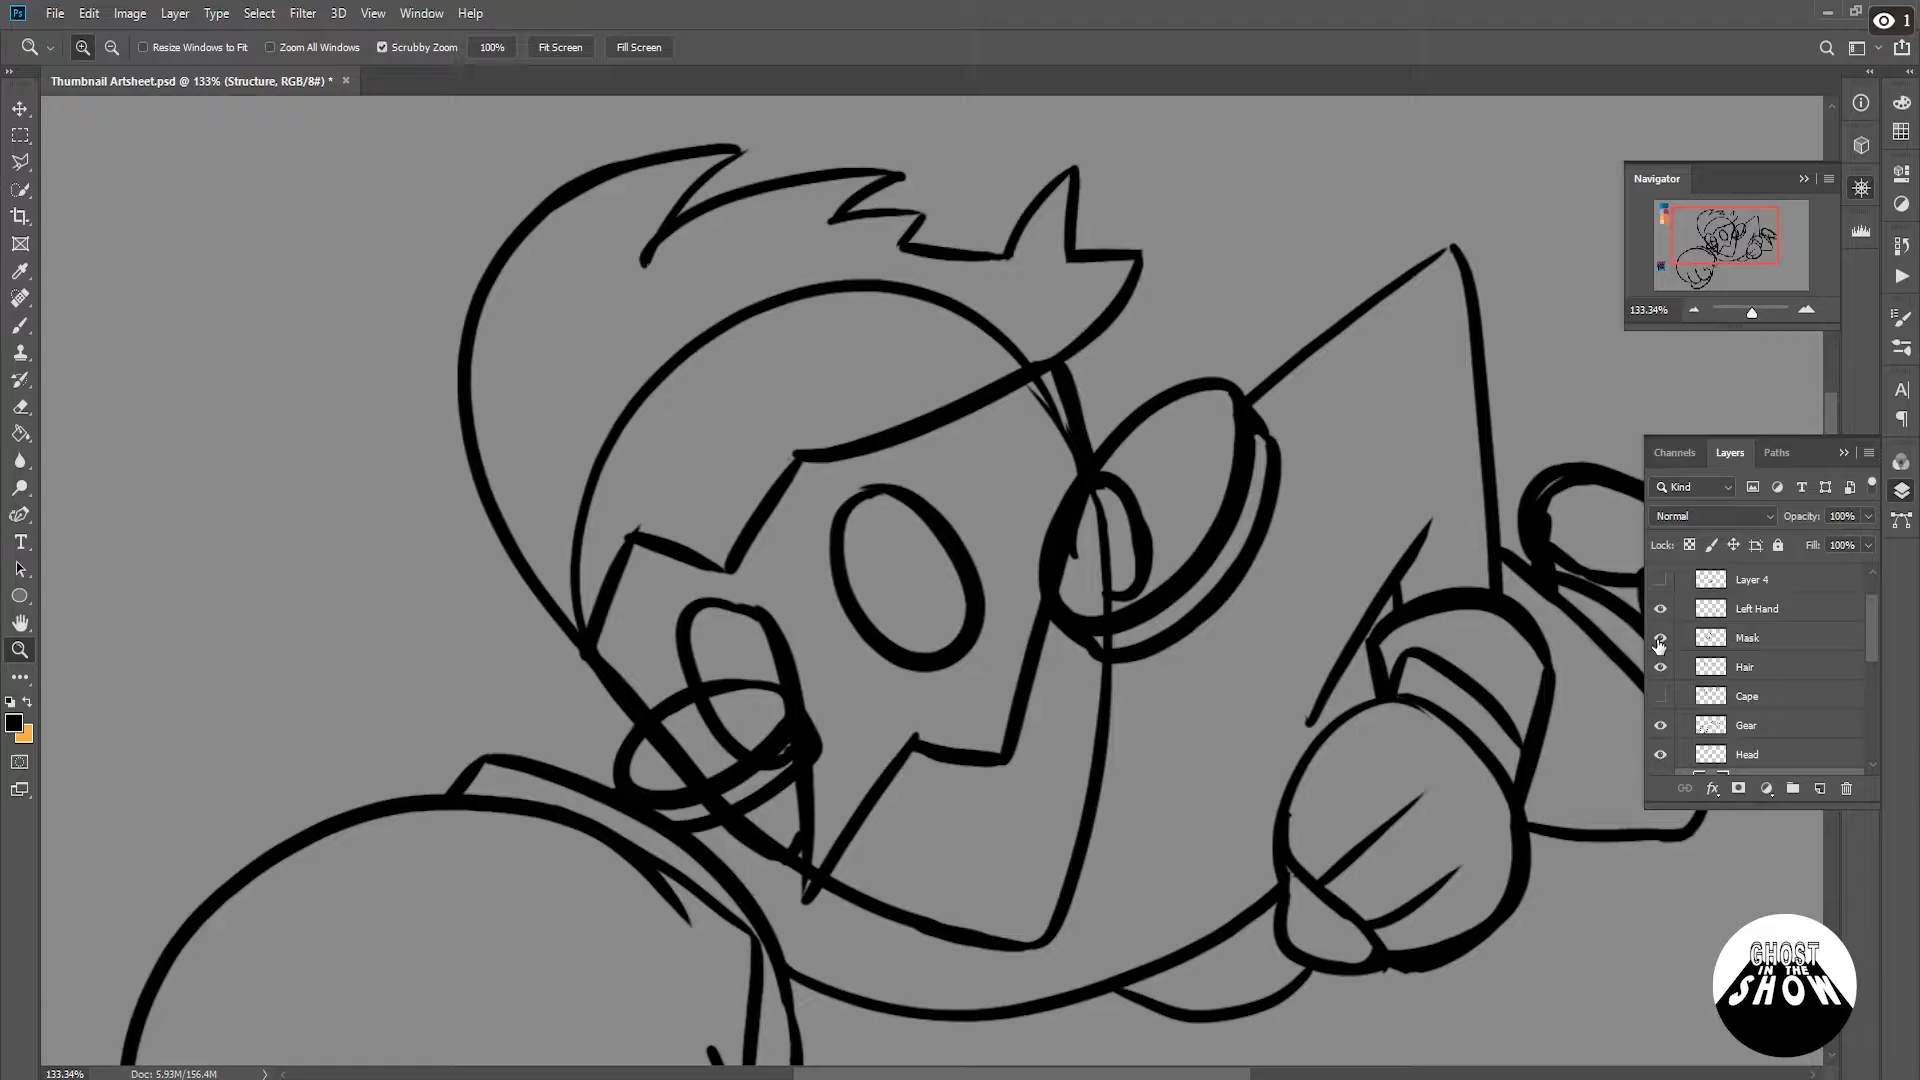 Ps File Edit Image Layer Type Select Filter 3D View Window Help
1
Resize Windows to Fit Zoom All Windows Scrubby Zoom 100% Fit Screen Fill Screen
Thumbnail Artsheet.psd @ 133% (Structure, RGB/8#) *
Navigator
133.34%
Channels Layers Paths
Kind
Normal Opacity: 100%
Lock: Fill: 100%
Layer 4
Left Hand
Mask
Hair
Cape
Gear
Head
fx
GHOST
IN THE
SHOW
133.34% Doc: 5.93M/156.4M